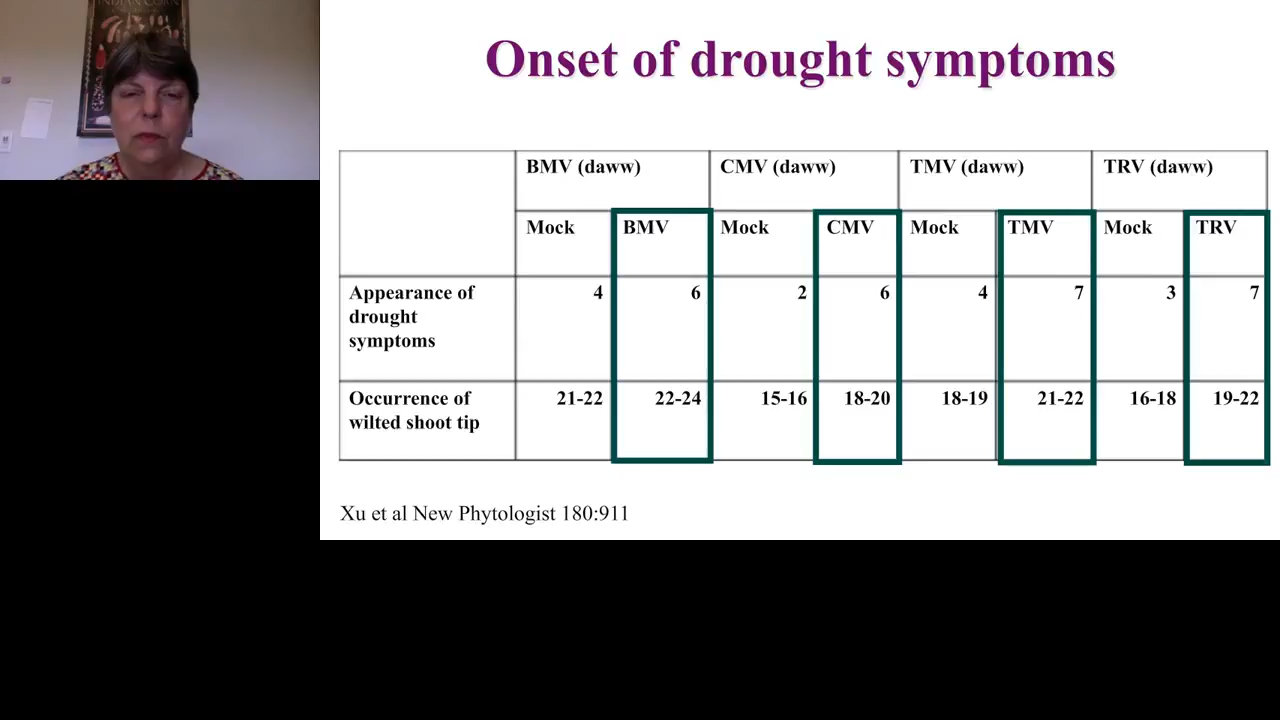 INDIAN CORN
Onset of drought symptoms
BMV (daww) CMV (daww) TMV (daww) TRV (daww)
Mock BMV Mock CMV Mock TMV Mock TRV
Appearance of 4 6 2 6 4 7 3 7
drought
symptoms
Occurrence of 21-22 22-24 15-16 18-20 18-19 21-22 16-18 19-22
wilted shoot tip
Xu et al New Phytologist 180:911